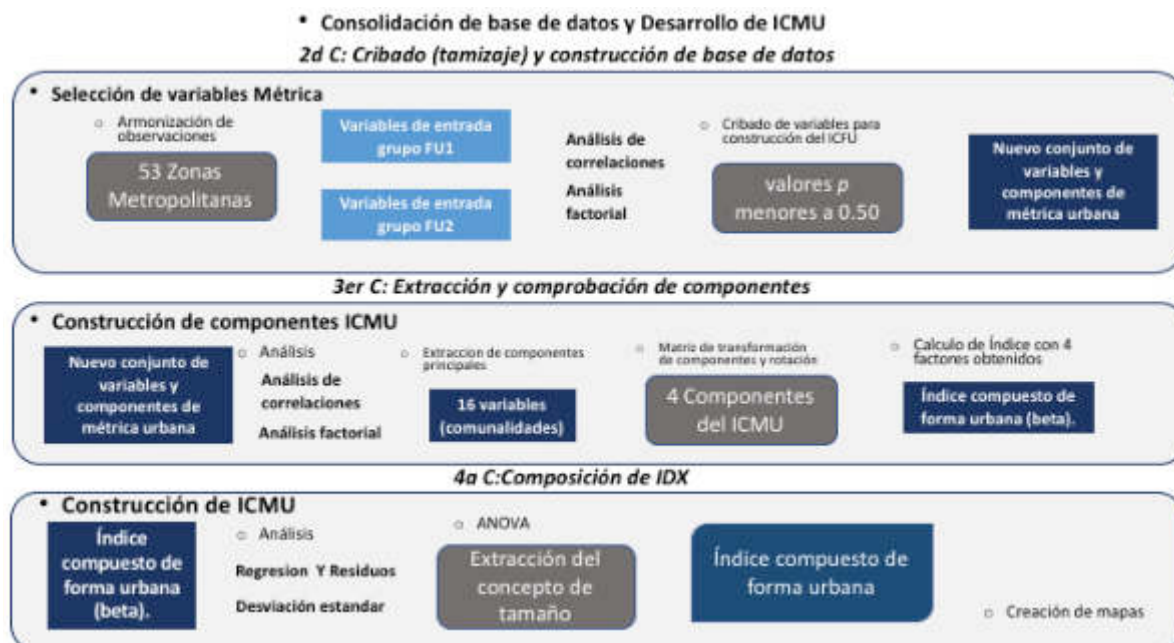 • Consolidación de base de datos y Desarrollo de ICMU
2d C: Cribado (tamizaje) y construcción de base de datos
• Selección de variables Métrica
o Armonización de
observaciones
53 Zonas
Metropolitanas
Variables de entrada
grupo FU1
Variables de entrada
grupo FU2
Análisis de
correlaciones
Análisis
factorial
o Cribado de variables para
construcción del ICFU
valores p
menores a 0.50
Nuevo conjunto de
variables y
componentes de
métrica urbana
3er C: Extracción y comprobación de componentes
• Construcción de componentes ICMU
Nuevo conjunto de
variables y
componentes de
métrica urbana
o Análisis
Análisis de
correlaciones
Análisis factorial
o Extraccion de componentes
principales
16 variables
(comunalidades)
o Matriz de transformación
de componentes y rotación
4 Componentes
del ICMU
o Calculo de Índice con 4
factores obtenidos
Índice compuesto de
forma urbana (beta).
4a C:Composición de IDX
• Construcción de ICMU
Índice
compuesto de
forma urbana
(beta).
o Análisis
Regresion Y Residuos
Desviación estandar
o ANOVA
Extracción del
concepto de
tamaño
Índice compuesto de
forma urbana
o Creación de mapas